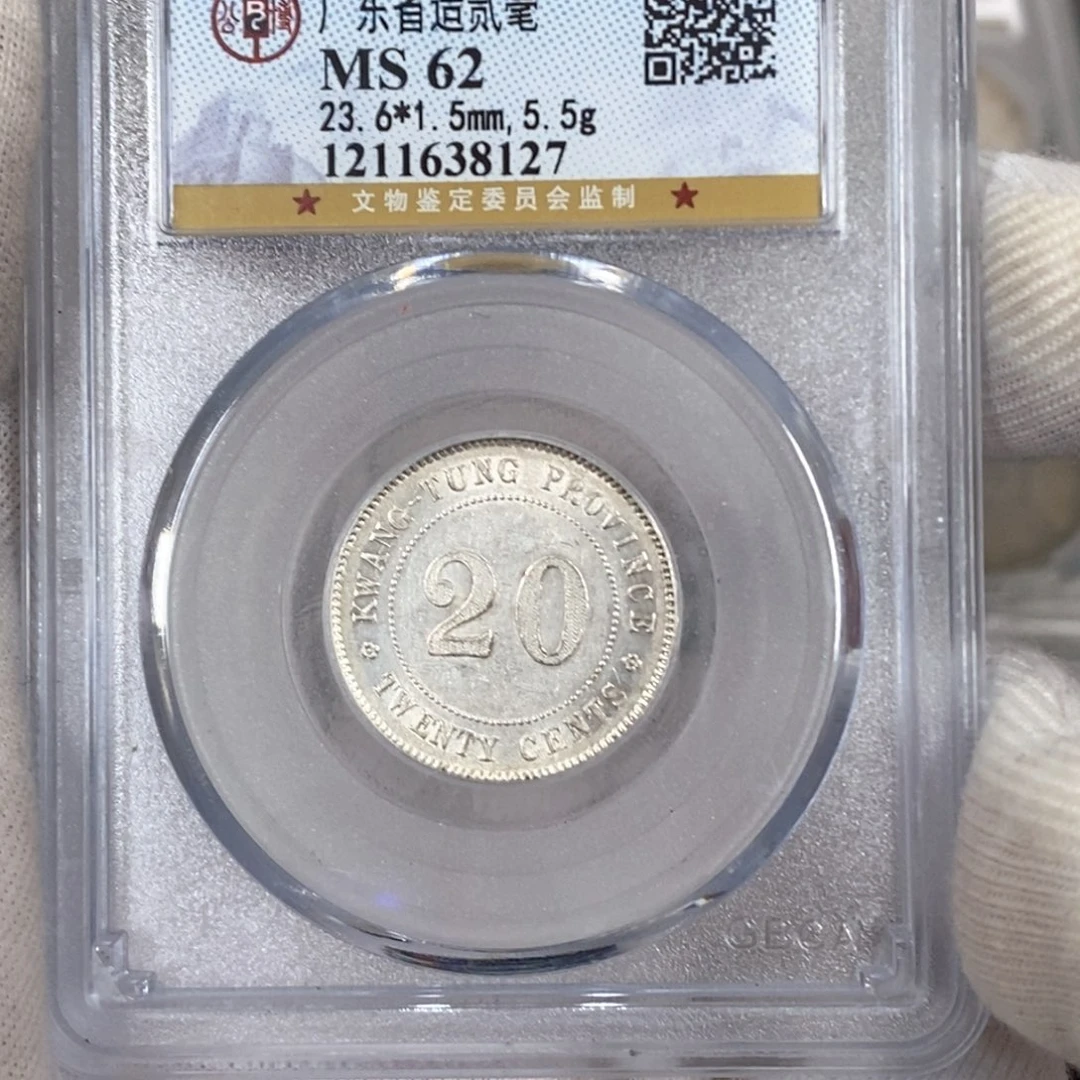 广东省造贰毫
MS 62
23.6*1.5mm,5.5g
1211638127
文物鉴定委员会监制
KWANG-TUNG PROVINCE
20
TWENTY CENTS